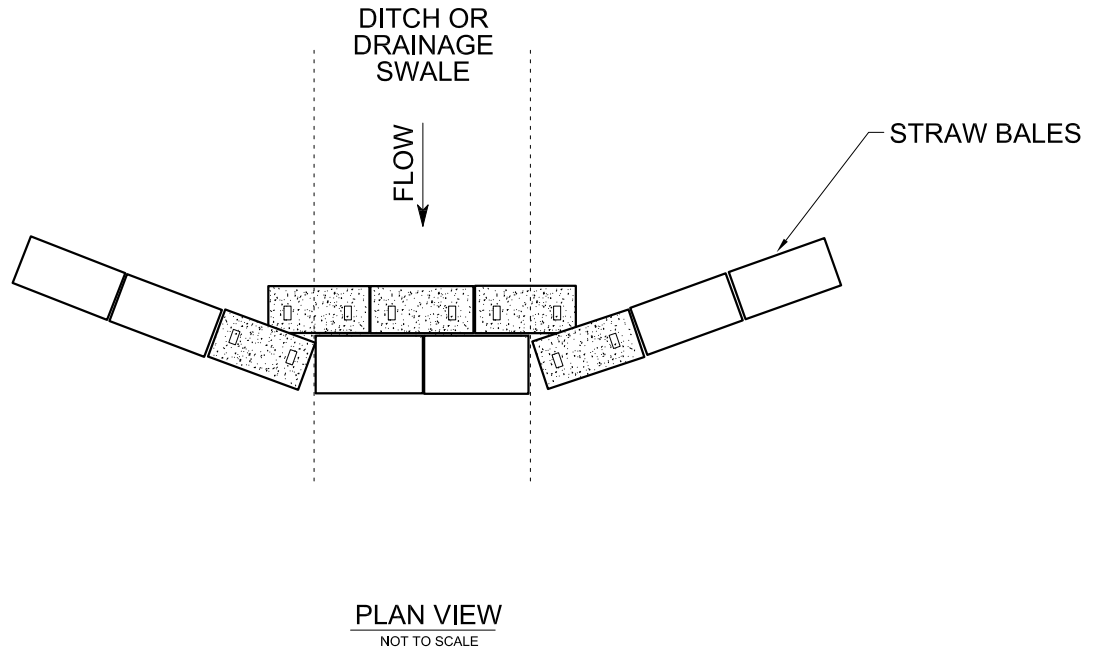 DITCH OR
DRAINAGE
SWALE
FLOW
STRAW BALES
PLAN VIEW
NOT TO SCALE